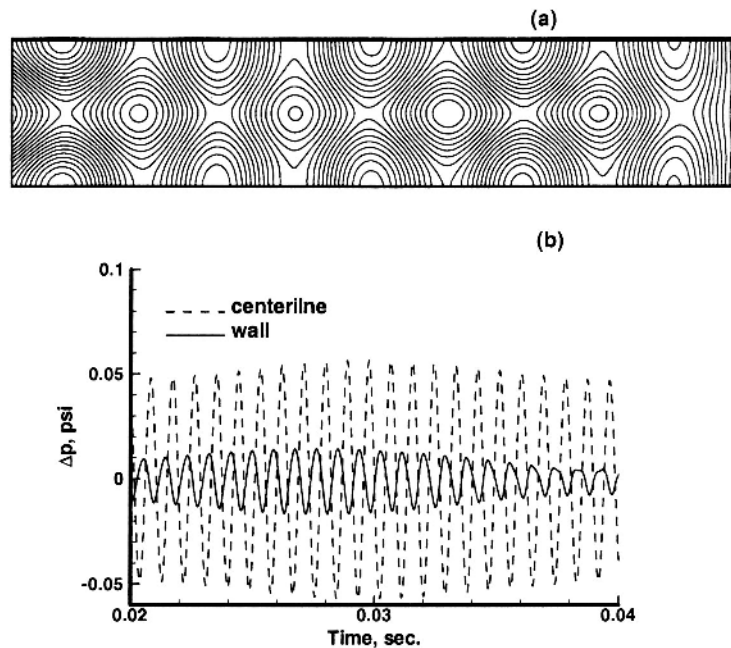 (a)
(b)
0.1
centerilne
wall
0.05
Δp, psi
0
-0.05
0.02
0.03
0.04
Time, sec.